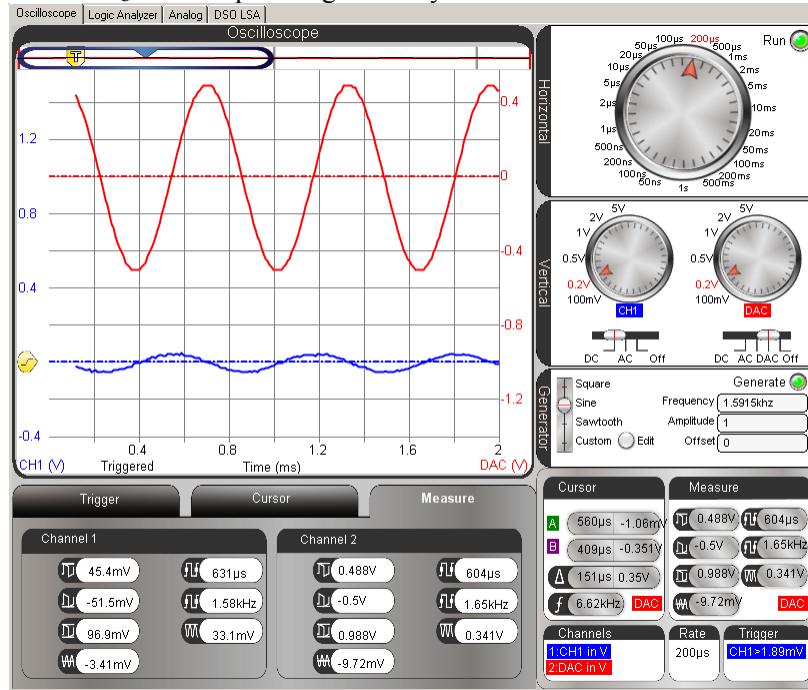 Oscilloscope Logic Analyzer Analog DSO LSA
Oscilloscope
T
1.2
0.8
0.4
-0.4
0.4
0
-0.4
-0.8
-1.2
0.4 0.8 1.2 1.6 2
CH1 (V) Triggered Time (ms) DAC (V)
Horizontal
Run
50ns
100ns
200ns
500ns
1µs
2µs
5µs
10µs
20µs
50µs
100µs
200µs
500µs
1ms
2ms
5ms
10ms
20ms
50ms
100ms
200ms
500ms
1s
Vertical
5V
2V
1V
0.5V
0.2V
100mV
CH1
DC AC Off
5V
2V
1V
0.5V
0.2V
100mV
DAC
DC AC DAC Off
Generator
Square
Sine
Sawtooth
Custom Edit
Generate
Frequency 1.5915khz
Amplitude 1
Offset 0
Trigger Cursor Measure
Channel 1
45.4mV 631µs
-51.5mV 1.58kHz
96.9mV 33.1mV
-3.41mV
Channel 2
0.488V 604µs
-0.5V 1.65kHz
0.988V 0.341V
-9.72mV
Cursor
A 560µs -1.06mV
B 409µs -0.351V
Δ 151µs 0.35V
f 6.62kHz DAC
Measure
0.488V 604µs
-0.5V 1.65kHz
0.988V 0.341V
-9.72mV DAC
Channels
1:CH1 in V
2:DAC in V
Rate
200µs
Trigger
CH1>1.89mV